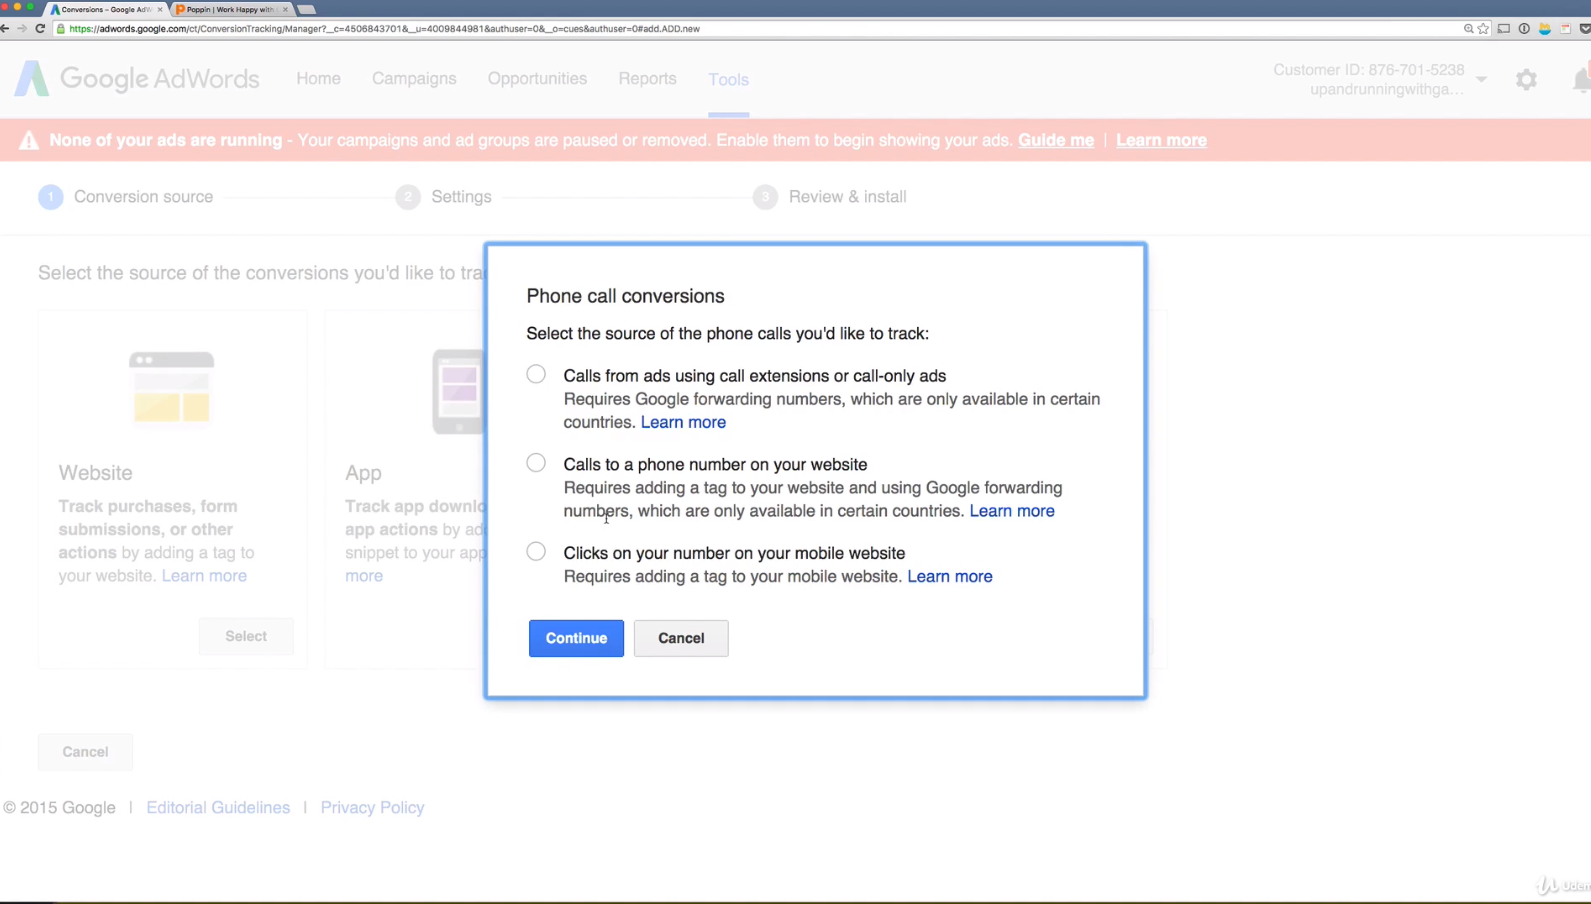 Conversions – Google AdW
Poppin | Work Happy with
https://adwords.google.com/ct/ConversionTracking/Manager?__c=4506843701&__u=4009844981&authuser=0&__o=cues&authuser=0#add.ADD.new
Google AdWords
Home
Campaigns
Opportunities
Reports
Tools
Customer ID: 876-701-5238
upandrunningwithga...
None of your ads are running - Your campaigns and ad groups are paused or removed. Enable them to begin showing your ads. Guide me | Learn more
1 Conversion source
2 Settings
3 Review & install
Select the source of the conversions you'd like to
Phone call conversions
Select the source of the phone calls you'd like to track:
Calls from ads using call extensions or call-only ads
Requires Google forwarding numbers, which are only available in certain
countries. Learn more
Calls to a phone number on your website
Requires adding a tag to your website and using Google forwarding
numbers, which are only available in certain countries. Learn more
Clicks on your number on your mobile website
Requires adding a tag to your mobile website. Learn more
Continue
Cancel
Website
Track purchases, form
submissions, or other
actions by adding a tag to
your website. Learn more
Select
App
Track app downlo
app actions by add
snippet to your app
more
Cancel
© 2015 Google | Editorial Guidelines | Privacy Policy